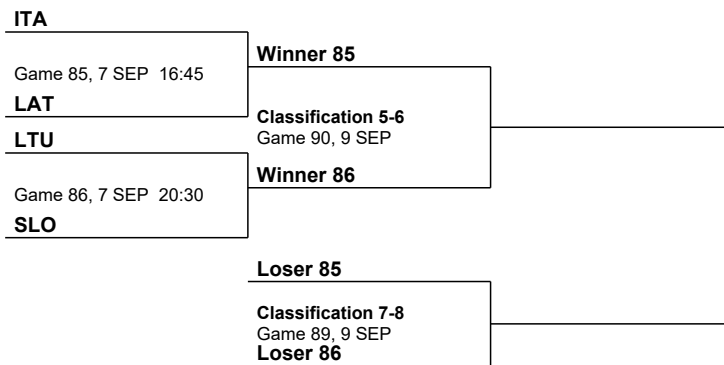 ITA
Winner 85
Game 85, 7 SEP 16:45
LAT
Classification 5-6
Game 90, 9 SEP
LTU
Winner 86
Game 86, 7 SEP 20:30
SLO
Loser 85
Classification 7-8
Game 89, 9 SEP
Loser 86